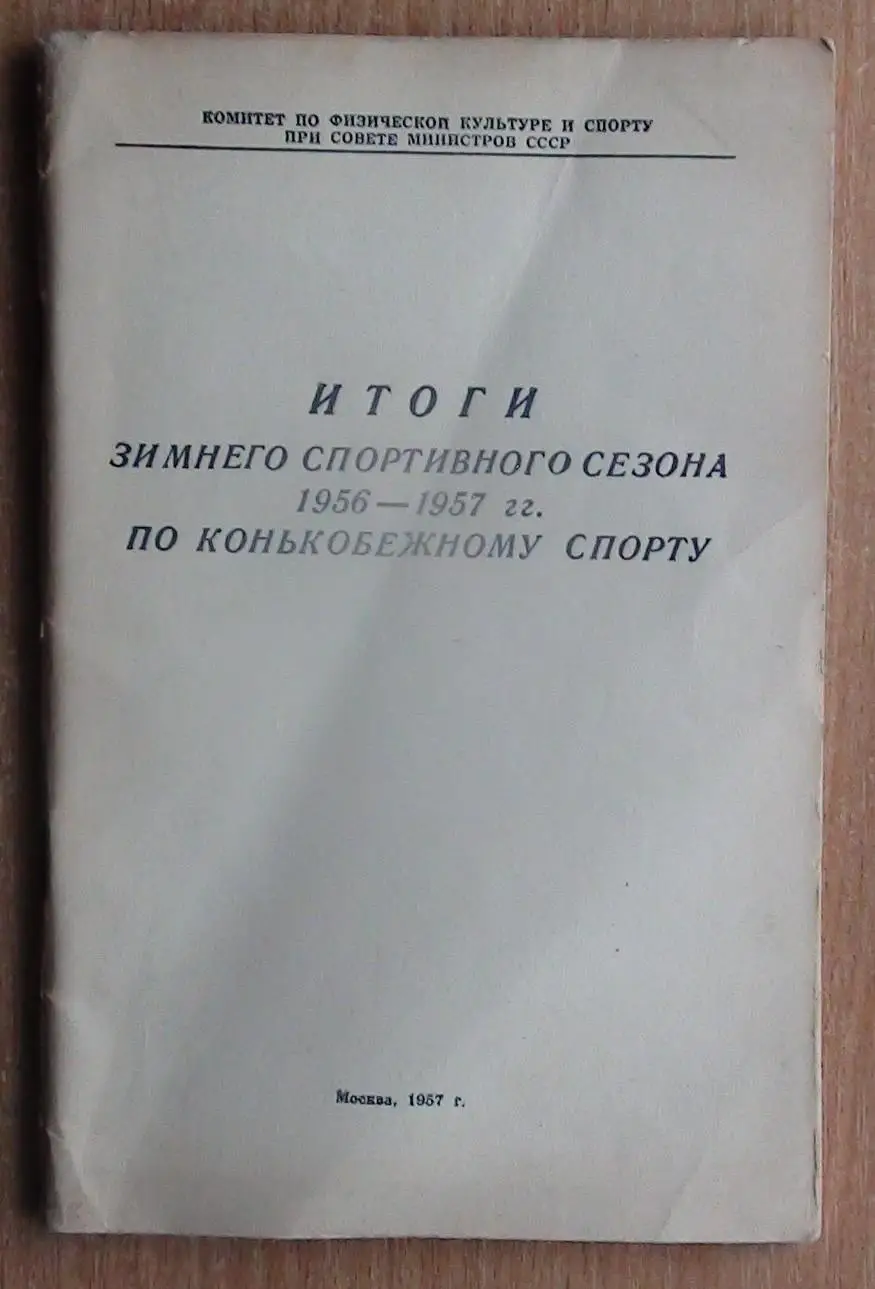 КОМИТЕТ ПО ФИЗИЧЕСКОЙ КУЛЬТУРЕ И СПОРТУ
ПРИ СОВЕТЕ МИНИСТРОВ СССР
ИТОГИ
ЗИМНЕГО СПОРТИВНОГО СЕЗОНА
1956—1957 гг.
ПО КОНЬКОБЕЖНОМУ СПОРТУ
Москва, 1957 г.